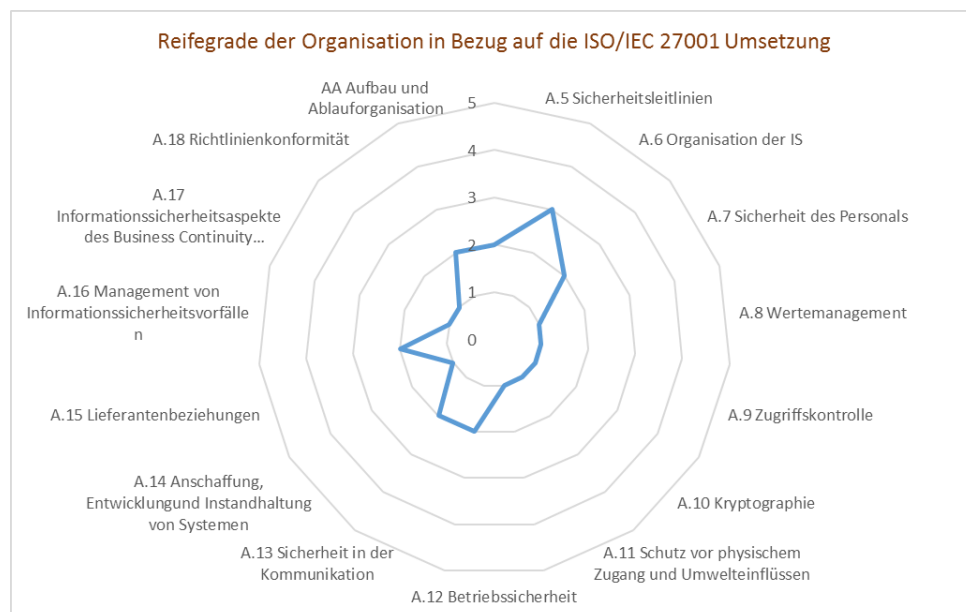 Reifegrade der Organisation in Bezug auf die ISO/IEC 27001 Umsetzung
AA Aufbau und
Ablauforganisation
5
A.5 Sicherheitsleitlinien
A.18 Richtlinienkonformität
4
A.6 Organisation der IS
A.17
Informationssicherheitsaspekte
des Business Continuity...
3
A.7 Sicherheit des Personals
2
A.16 Management von
Informationssicherheitsvorfälle
n
1
A.8 Wertemanagement
0
A.15 Lieferantenbeziehungen
A.9 Zugriffskontrolle
A.14 Anschaffung,
Entwicklungund Instandhaltung
von Systemen
A.10 Kryptographie
A.13 Sicherheit in der
Kommunikation
A.11 Schutz vor physischem
Zugang und Umwelteinflüssen
A.12 Betriebssicherheit